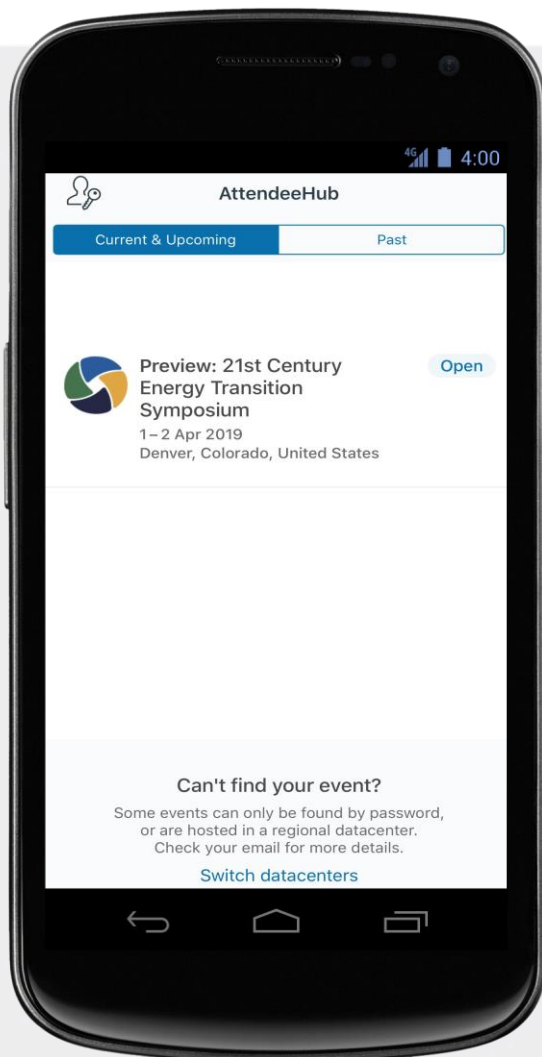 4G 4:00
AttendeeHub
Current & Upcoming Past
Preview: 21st Century Open
Energy Transition
Symposium
1–2 Apr 2019
Denver, Colorado, United States
Can't find your event?
Some events can only be found by password,
or are hosted in a regional datacenter.
Check your email for more details.
Switch datacenters